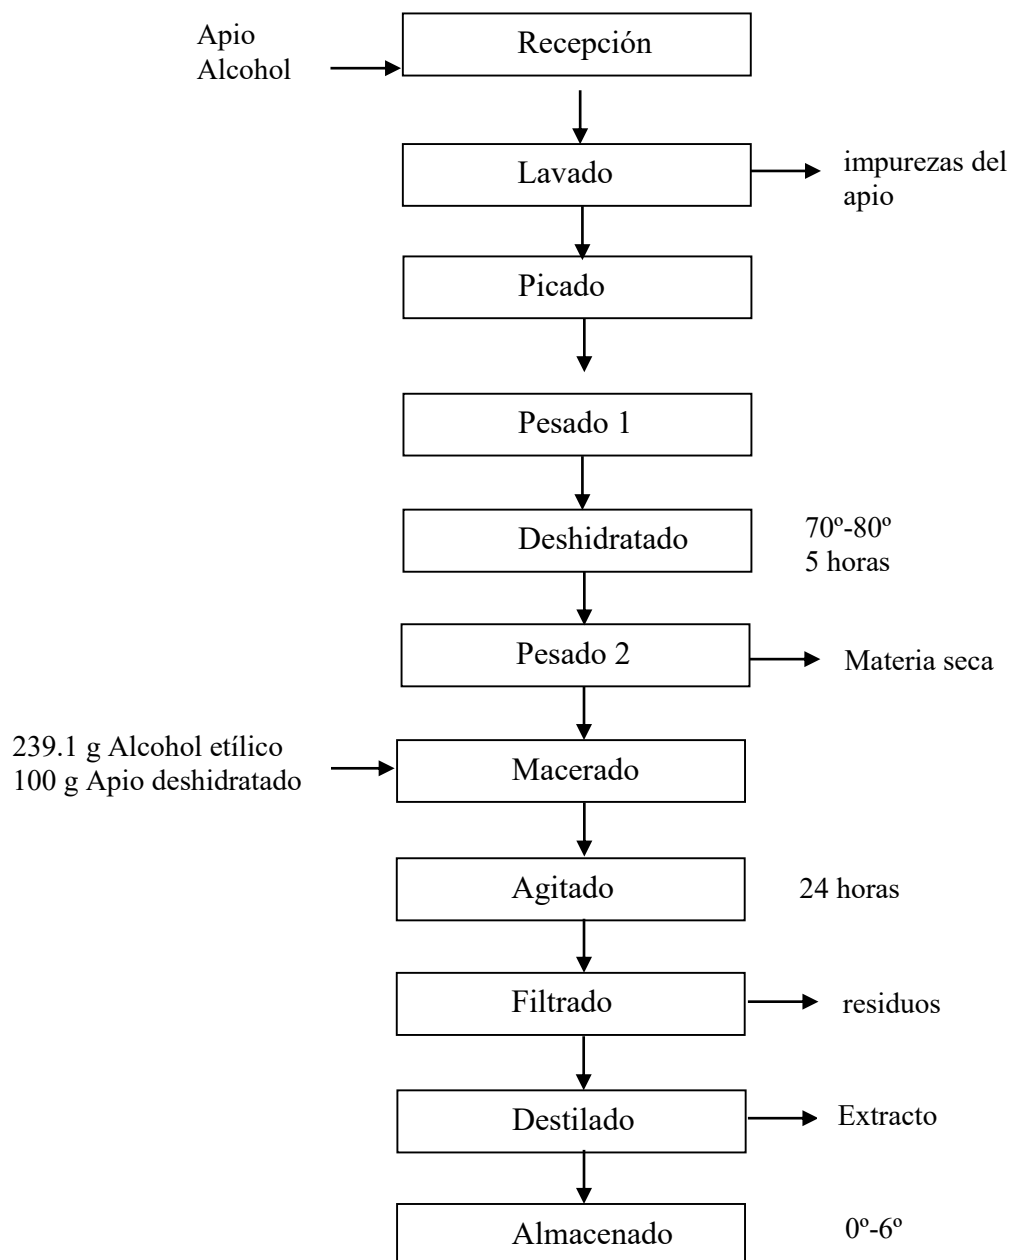 Apio
Alcohol
Recepción
Lavado
impurezas del
apio
Picado
Pesado 1
Deshidratado
70º-80º
5 horas
Pesado 2
Materia seca
239.1 g Alcohol etílico
100 g Apio deshidratado
Macerado
Agitado
24 horas
Filtrado
residuos
Destilado
Extracto
Almacenado
0º-6º